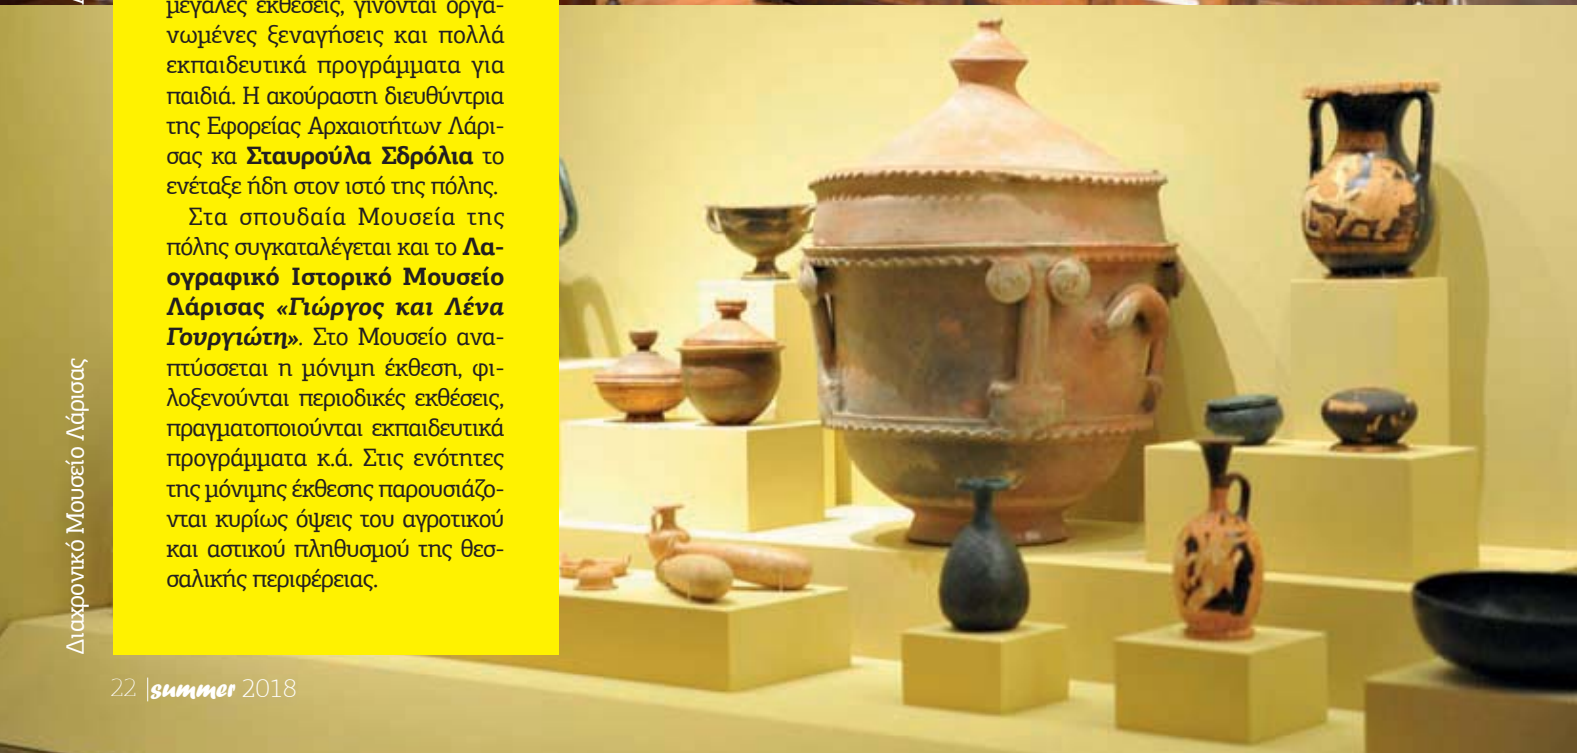 μεγάλες εκθέσεις, γίνονται οργα-
νωμένες ξεναγήσεις και πολλά
εκπαιδευτικά προγράμματα για
παιδιά. Η ακούραστη διευθύντρια
της Εφορείας Αρχαιοτήτων Λάρι-
σας κα Σταυρούλα Σδρόλια το
ενέταξε ήδη στον ιστό της πόλης.
Στα σπουδαία Μουσεία της
πόλης συγκαταλέγεται και το Λα-
ογραφικό Ιστορικό Μουσείο
Λάρισας «Γιώργος και Λένα
Γουργιώτη». Στο Μουσείο ανα-
πτύσσεται η μόνιμη έκθεση, φι-
λοξενούνται περιοδικές εκθέσεις,
πραγματοποιούνται εκπαιδευτικά
προγράμματα κ.ά. Στις ενότητες
της μόνιμης έκθεσης παρουσιάζο-
νται κυρίως όψεις του αγροτικού
και αστικού πληθυσμού της θεσ-
σαλικής περιφέρειας.
Διαχρονικό Μουσείο Λάρισας
22 |summer 2018